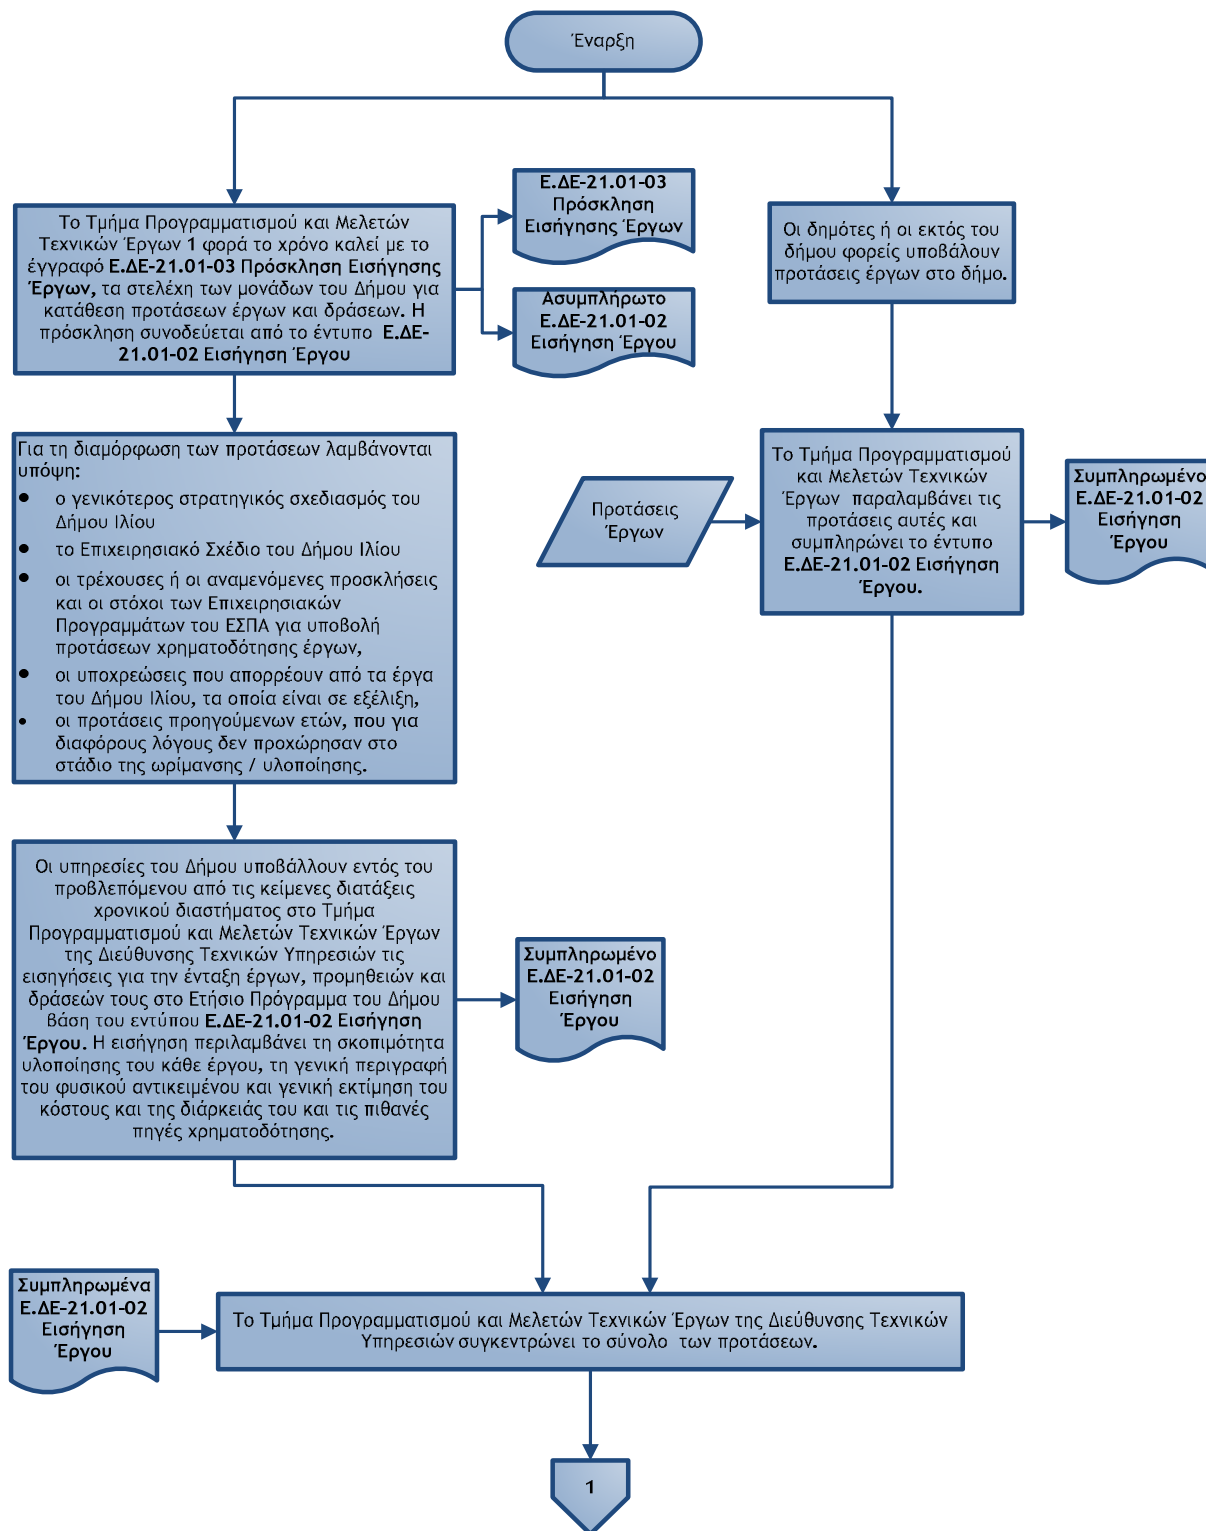 Έναρξη
Το Τμήμα Προγραμματισμού και Μελετών
Τεχνικών Έργων 1 φορά το χρόνο καλεί με το
έγγραφό Ε.ΔΕ-21.01-03 Πρόσκληση Εισήγησης
Έργων, τα στελέχη των μονάδων του Δήμου για
κατάθεση προτάσεων έργων και δράσεων. Η
πρόσκληση συνοδεύεται από το έντυπο Ε.ΔΕ-
21.01-02 Εισήγηση Έργου
Ε.ΔΕ-21.01-03
Πρόσκληση
Εισήγησης Έργων
Ασυμπλήρωτο
Ε.ΔΕ-21.01-02
Εισήγηση Έργου
Οι δημότες ή οι εκτός του
δήμου φορείς υποβάλουν
προτάσεις έργων στο δήμο.
Για τη διαμόρφωση των προτάσεων λαμβάνονται
υπόψη:
• ο γενικότερος στρατηγικός σχεδιασμός του
Δήμου Ιλίου
• το Επιχειρησιακό Σχέδιο του Δήμου Ιλίου
• οι τρέχουσες ή οι αναμενόμενες προσκλήσεις
και οι στόχοι των Επιχειρησιακών
Προγραμμάτων του ΕΣΠΑ για υποβολή
προτάσεων χρηματοδότησης έργων,
• οι υποχρεώσεις που απορρέουν από τα έργα
του Δήμου Ιλίου, τα οποία είναι σε εξέλιξη,
• οι προτάσεις προηγούμενων ετών, που για
διαφόρους λόγους δεν προχώρησαν στο
στάδιο της ωρίμανσης / υλοποίησης.
Προτάσεις
Έργων
Το Τμήμα Προγραμματισμού
και Μελετών Τεχνικών
Έργων παραλαμβάνει τις
προτάσεις αυτές και
συμπληρώνει το έντυπο
Ε.ΔΕ-21.01-02 Εισήγηση
Έργου.
Συμπληρωμένο
Ε.ΔΕ-21.01-02
Εισήγηση
Έργου
Οι υπηρεσίες του Δήμου υποβάλλουν εντός του
προβλεπόμενου από τις κείμενες διατάξεις
χρονικού διαστήματος στο Τμήμα
Προγραμματισμού και Μελετών Τεχνικών Έργων
της Διεύθυνσης Τεχνικών Υπηρεσιών τις
εισηγήσεις για την ένταξη έργων, προμηθειών και
δράσεών τους στο Ετήσιο Πρόγραμμα του Δήμου
βάση του εντύπου Ε.ΔΕ-21.01-02 Εισήγηση
Έργου. Η εισήγηση περιλαμβάνει τη σκοπιμότητα
υλοποίησης του κάθε έργου, τη γενική περιγραφή
του φυσικού αντικειμένου και γενική εκτίμηση του
κόστους και της διάρκειάς του και τις πιθανές
πηγές χρηματοδότησης.
Συμπληρωμένο
Ε.ΔΕ-21.01-02
Εισήγηση
Έργου
Συμπληρωμένα
Ε.ΔΕ-21.01-02
Εισήγηση
Έργου
Το Τμήμα Προγραμματισμού και Μελετών Τεχνικών Έργων της Διεύθυνσης Τεχνικών
Υπηρεσιών συγκεντρώνει το σύνολο των προτάσεων.
1